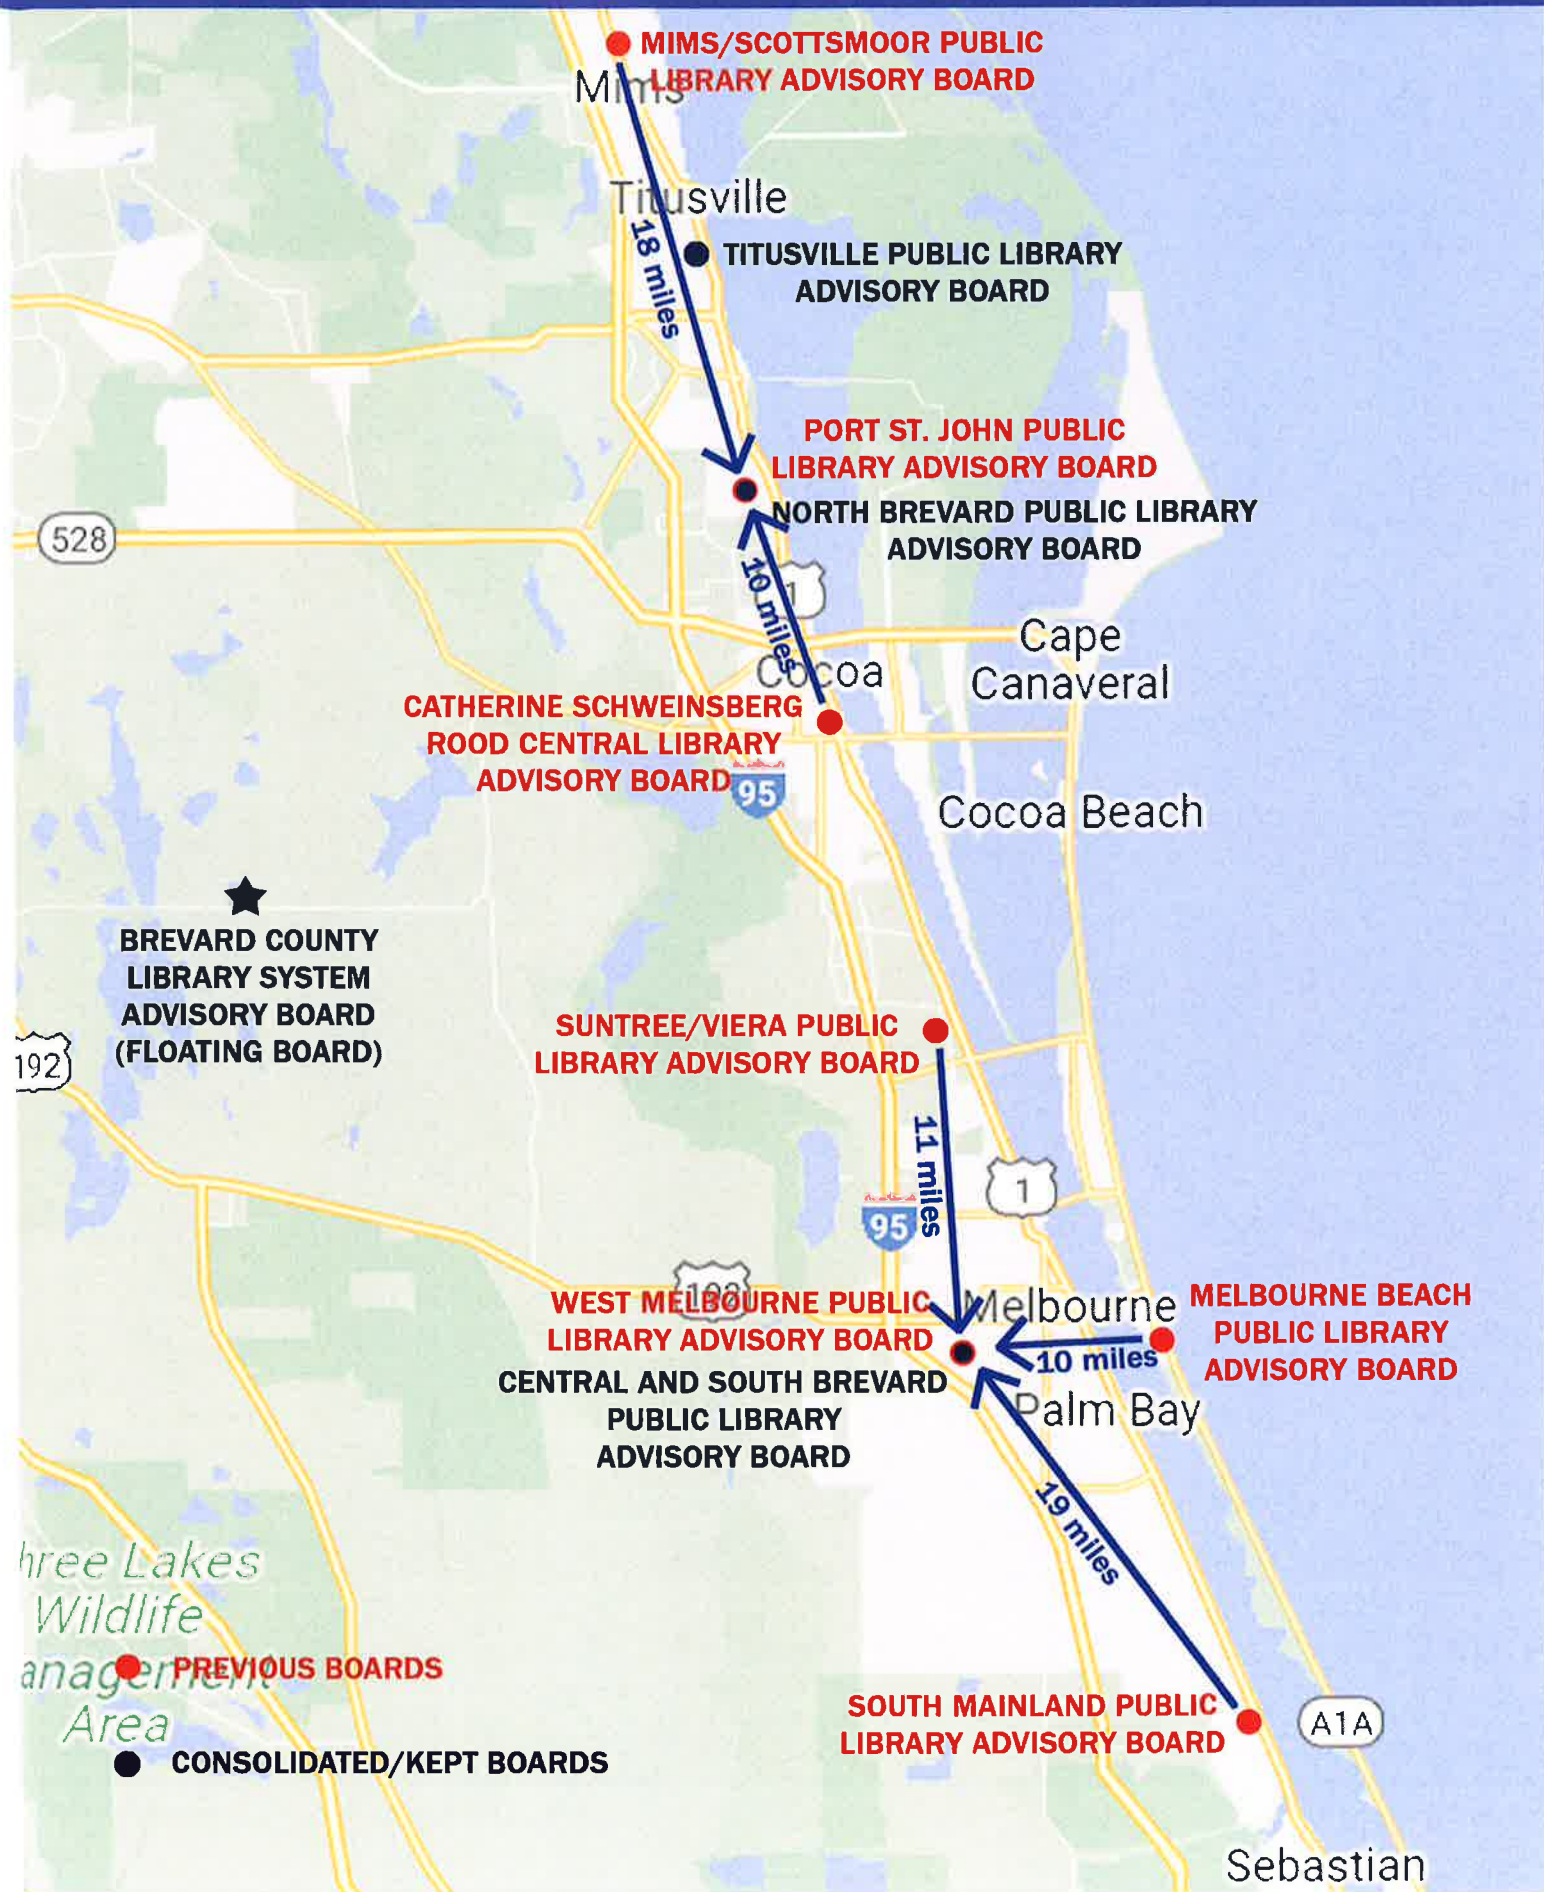 MIMS/SCOTTSMOOR PUBLIC
LIBRARY ADVISORY BOARD
Mims
Titusville
18 miles
TITUSVILLE PUBLIC LIBRARY
ADVISORY BOARD
PORT ST. JOHN PUBLIC
LIBRARY ADVISORY BOARD
NORTH BREVARD PUBLIC LIBRARY
ADVISORY BOARD
528
10 miles
1
Cape
Canaveral
Cocoa
CATHERINE SCHWEINSBERG
ROOD CENTRAL LIBRARY
ADVISORY BOARD
95
Cocoa Beach
BREVARD COUNTY
LIBRARY SYSTEM
ADVISORY BOARD
(FLOATING BOARD)
192
SUNTREE/VIERA PUBLIC
LIBRARY ADVISORY BOARD
11 miles
1
95
192
WEST MELBOURNE PUBLIC
LIBRARY ADVISORY BOARD
CENTRAL AND SOUTH BREVARD
PUBLIC LIBRARY
ADVISORY BOARD
Melbourne
MELBOURNE BEACH
PUBLIC LIBRARY
ADVISORY BOARD
10 miles
Palm Bay
19 miles
hree Lakes
Wildlife
anagement
Area
PREVIOUS BOARDS
CONSOLIDATED/KEPT BOARDS
SOUTH MAINLAND PUBLIC
LIBRARY ADVISORY BOARD
A1A
Sebastian